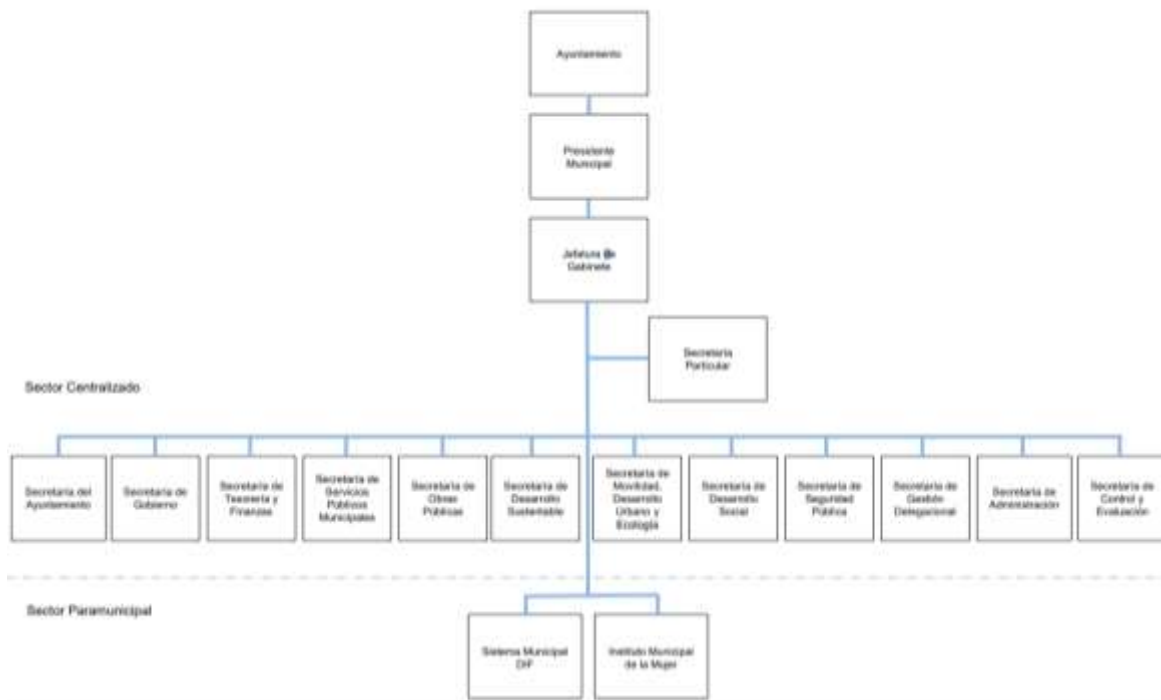 Ayuntamiento
Presidente
Municipal
Jefatura de
Gabinete
Secretaría
Particular
Sector Centralizado
Secretaría del
Ayuntamiento
Secretaría de
Gobierno
Secretaría de
Tesorería y
Finanzas
Secretaría de
Servicios
Públicos
Municipales
Secretaría de
Obras
Públicas
Secretaría de
Desarrollo
Sustentable
Secretaría de
Movilidad,
Desarrollo
Urbano y
Ecología
Secretaría de
Desarrollo
Social
Secretaría de
Seguridad
Pública
Secretaría de
Gestión
Delegacional
Secretaría de
Administración
Secretaría de
Control y
Evaluación
Sector Paramunicipal
Sistema Municipal
DIF
Instituto Municipal
de la Mujer